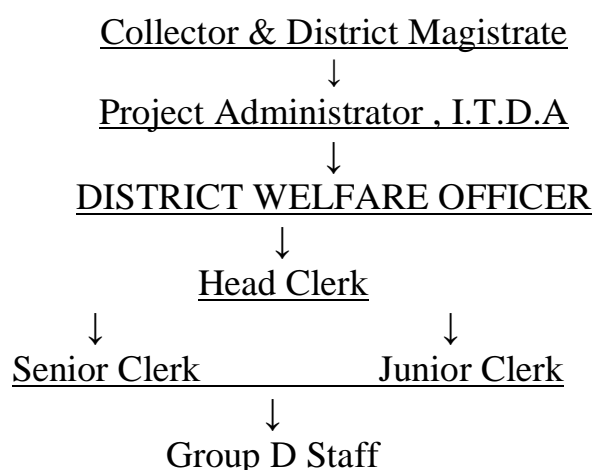 Collector & District Magistrate
↓
Project Administrator , I.T.D.A
↓
DISTRICT WELFARE OFFICER
↓
Head Clerk
↓ ↓
Senior Clerk Junior Clerk
↓
Group D Staff